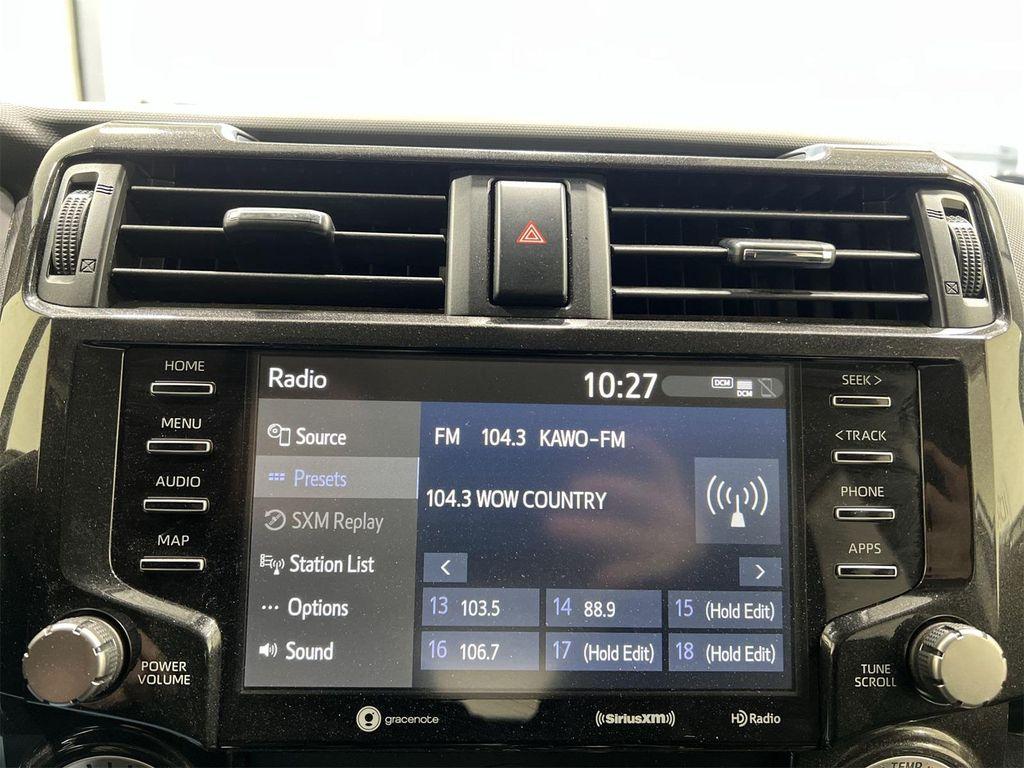 HOME
MENU
AUDIO
MAP
POWER
VOLUME
Radio
10:27
DCM
DCM
Source
Presets
SXM Replay
Station List
Options
Sound
FM 104.3 KAWO-FM
104.3 WOW COUNTRY
< >
13 103.5 14 88.9 15 (Hold Edit)
16 106.7 17 (Hold Edit) 18 (Hold Edit)
SEEK >
< TRACK
PHONE
APPS
TUNE
SCROLL
gracenote
SiriusXM
HD Radio
TEMP